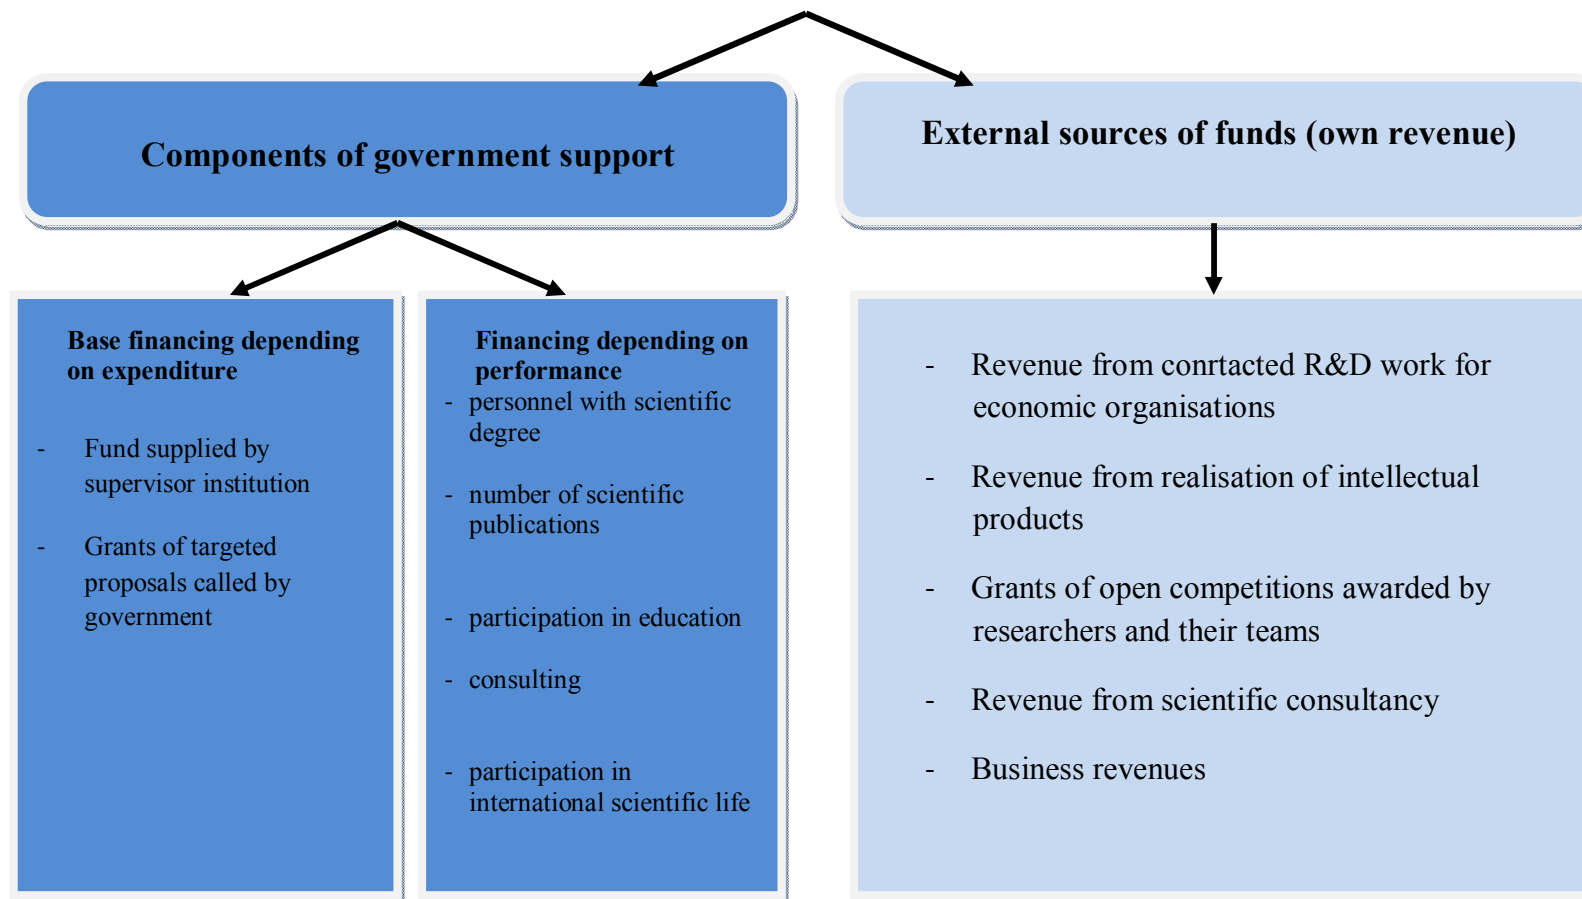 Components of government support
External sources of funds (own revenue)
Base financing depending
on expenditure
- Fund supplied by
supervisor institution
- Grants of targeted
proposals called by
government
Financing depending on
performance
- personnel with scientific
degree
- number of scientific
publications
- participation in education
- consulting
- participation in
international scientific life
- Revenue from conrtacted R&D work for
economic organisations
- Revenue from realisation of intellectual
products
- Grants of open competitions awarded by
researchers and their teams
- Revenue from scientific consultancy
- Business revenues